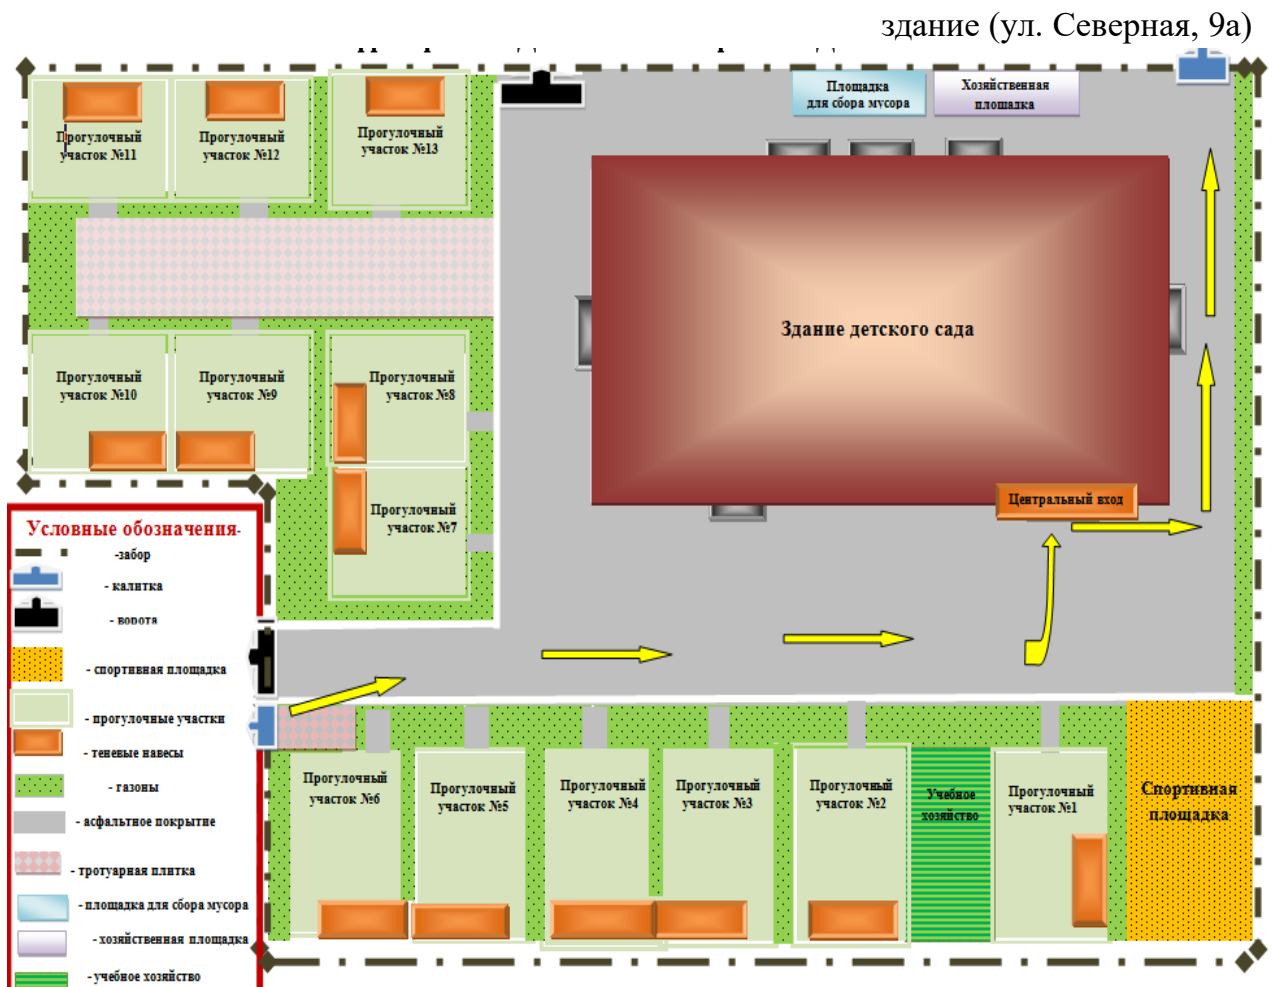 здание (ул. Северная, 9а)
Площадка
для сбора мусора
Хозяйственная
площадка
Прогулочный
участок №11
Прогулочный
участок №12
Прогулочный
участок №13
Здание детского сада
Прогулочный
участок №10
Прогулочный
участок №9
Прогулочный
участок №8
Прогулочный
участок №7
Центральный вход
Условные обозначения-
-забор
- калитка
- ворота
- спортивная площадка
- прогулочные участки
- теневые навесы
- газоны
- асфальтное покрытие
- тротуарная плитка
- площадка для сбора мусора
- хозяйственная площадка
- учебное хозяйство
Прогулочный
участок №6
Прогулочный
участок №5
Прогулочный
участок №4
Прогулочный
участок №3
Прогулочный
участок №2
Учебное
хозяйство
Прогулочный
участок №1
Спортивная
площадка